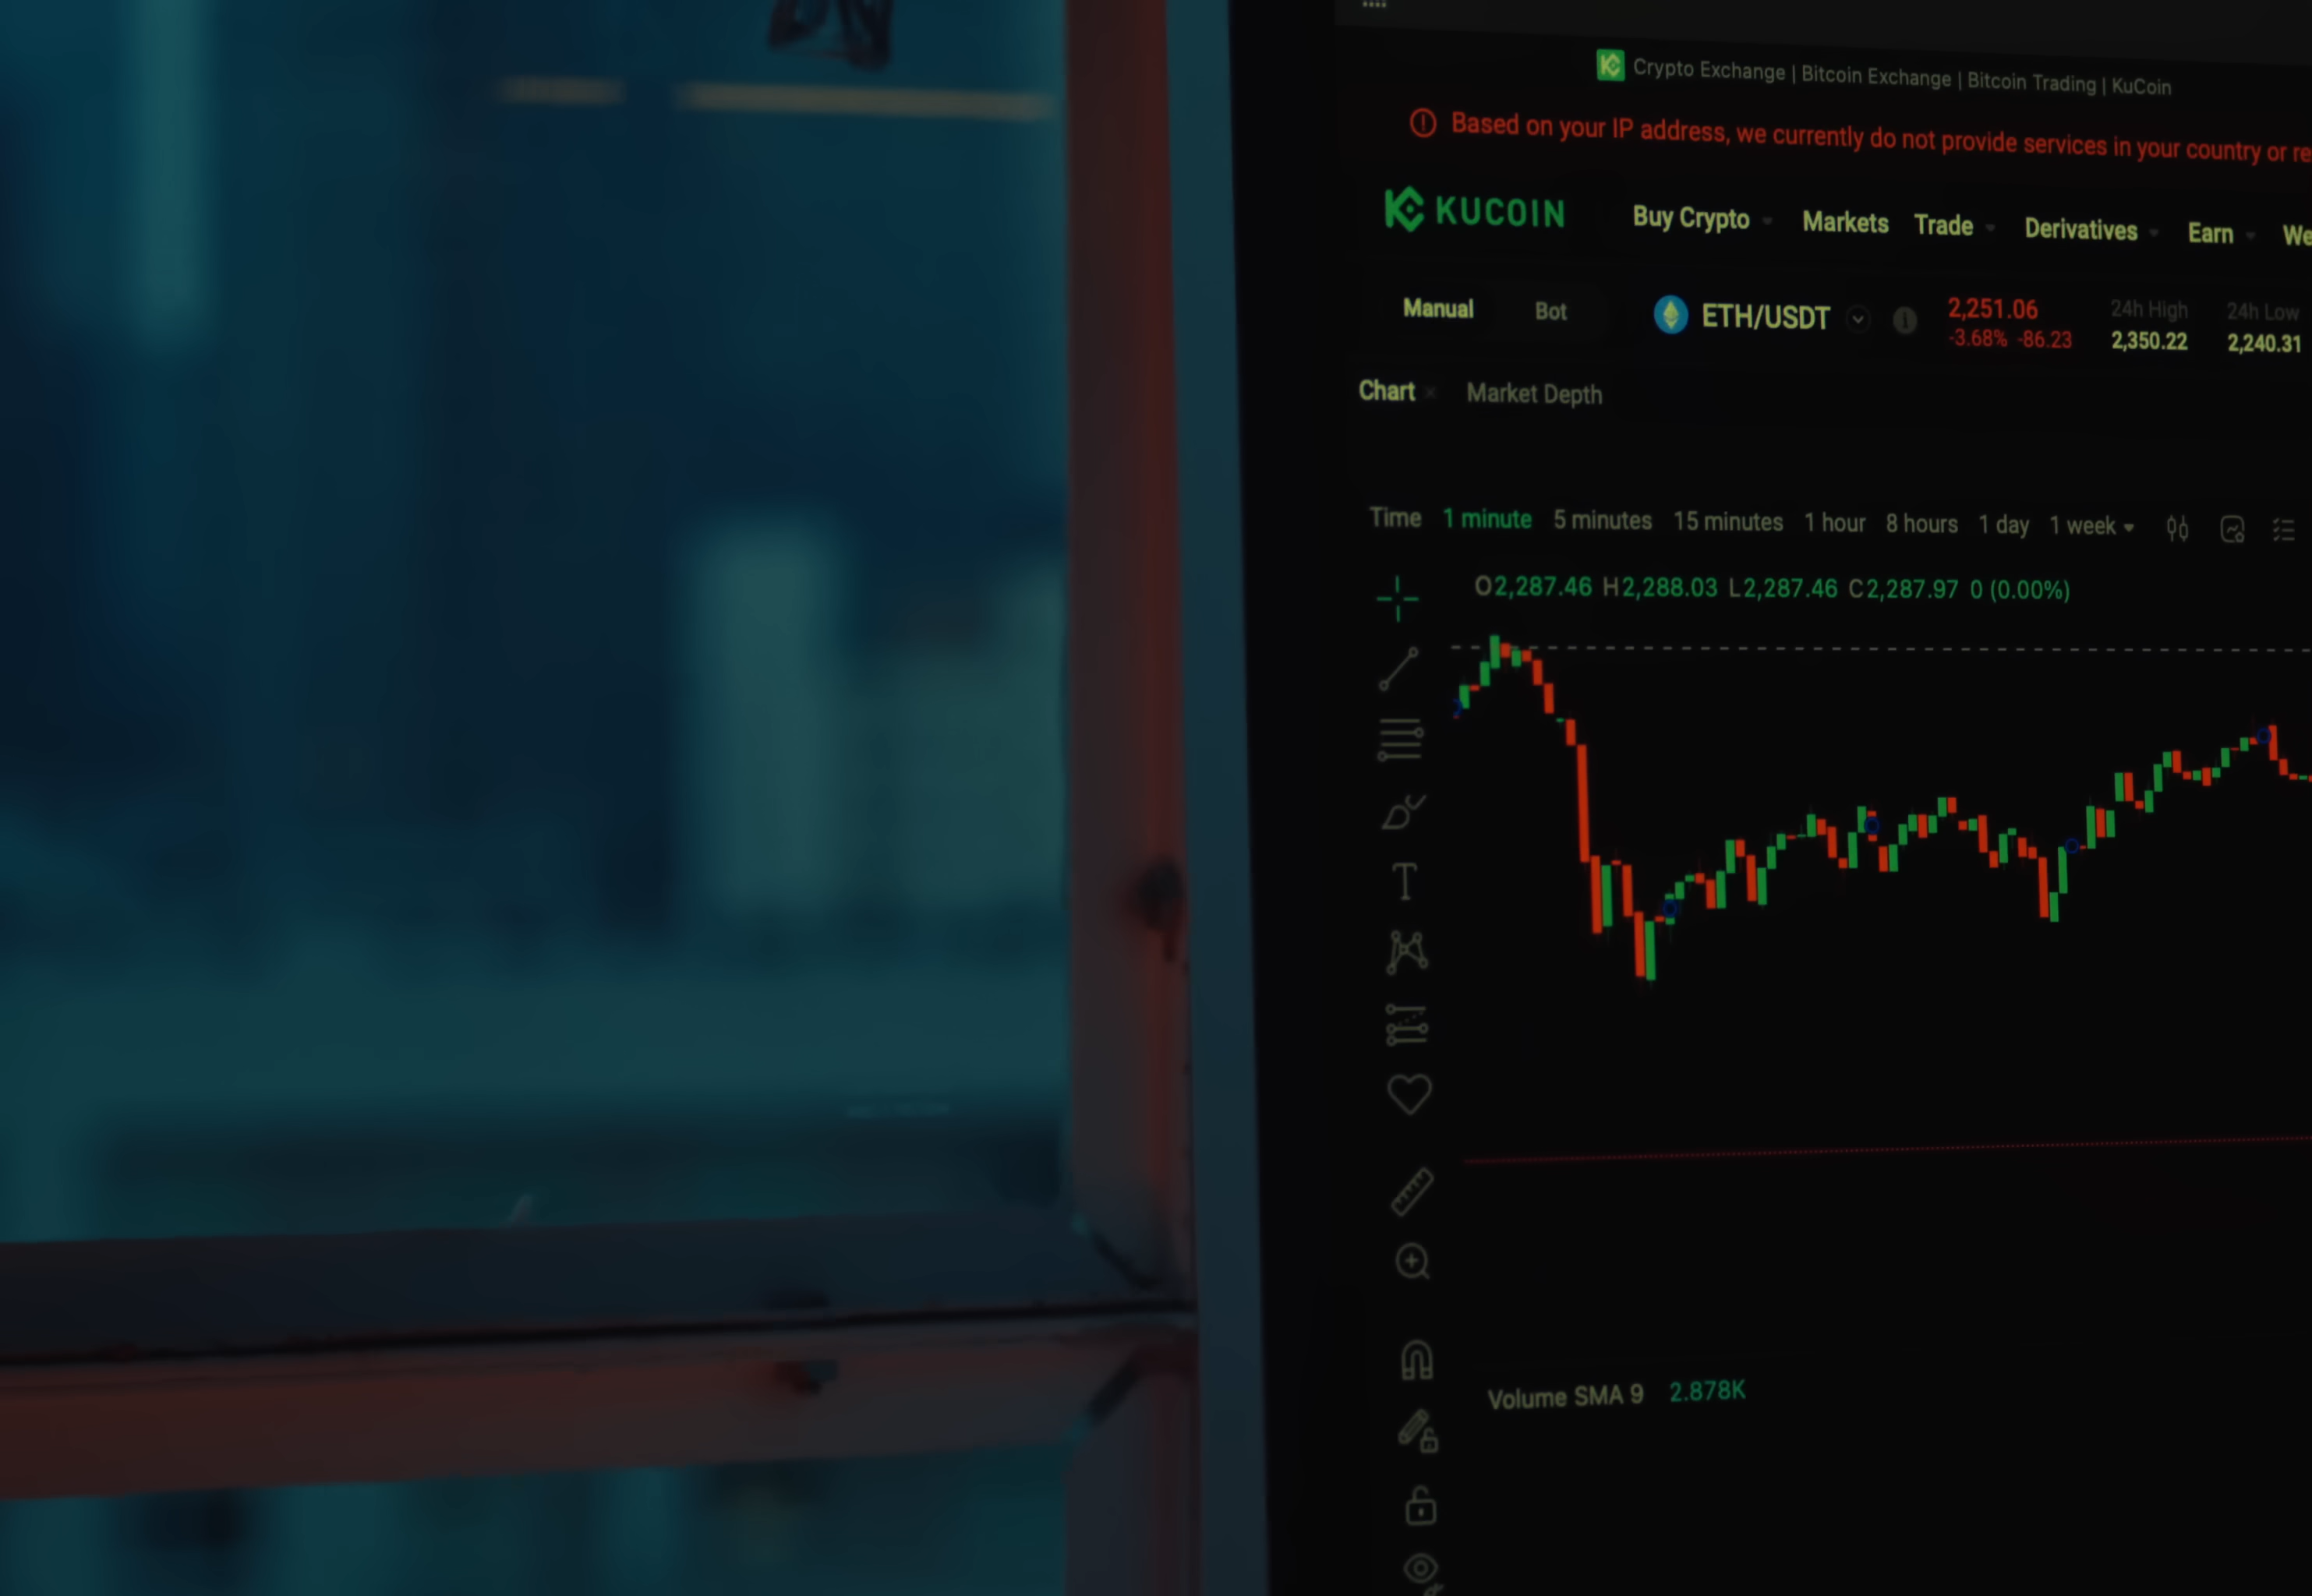 Crypto Exchange | Bitcoin Exchange | Bitcoin Trading | KuCoin
Based on your IP address, we currently do not provide services in your country or re
KUCOIN Buy Crypto Markets Trade Derivatives Earn We
Manual Bot ETH/USDT 2,251.06 24h High 24h Low
-3.68% -86.23 2,350.22 2,240.31
Chart Market Depth
Time 1 minute 5 minutes 15 minutes 1 hour 8 hours 1 day 1 week
O2,287.46 H2,288.03 L2,287.46 C2,287.97 0 (0.00%)
Volume SMA 9 2.878K